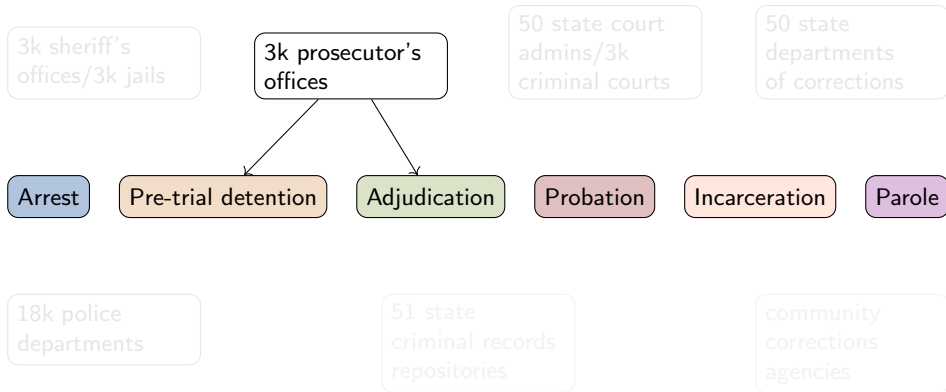 3k sheriff's
offices/3k jails
3k prosecutor's
offices
50 state court
admins/3k
criminal courts
50 state
departments
of corrections
Arrest
Pre-trial detention
Adjudication
Probation
Incarceration
Parole
18k police
departments
51 state
criminal records
repositories
community
corrections
agencies